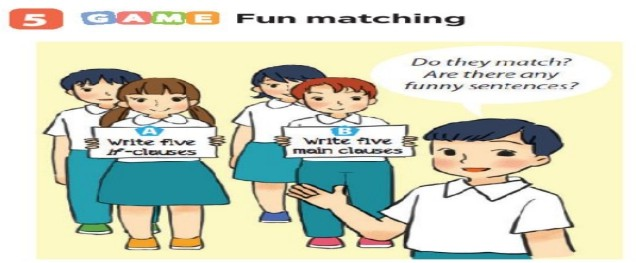 5 GAME Fun matching
Do they match?
Are there any
funny sentences?
A
Write five
if-clauses
B
Write five
main clauses